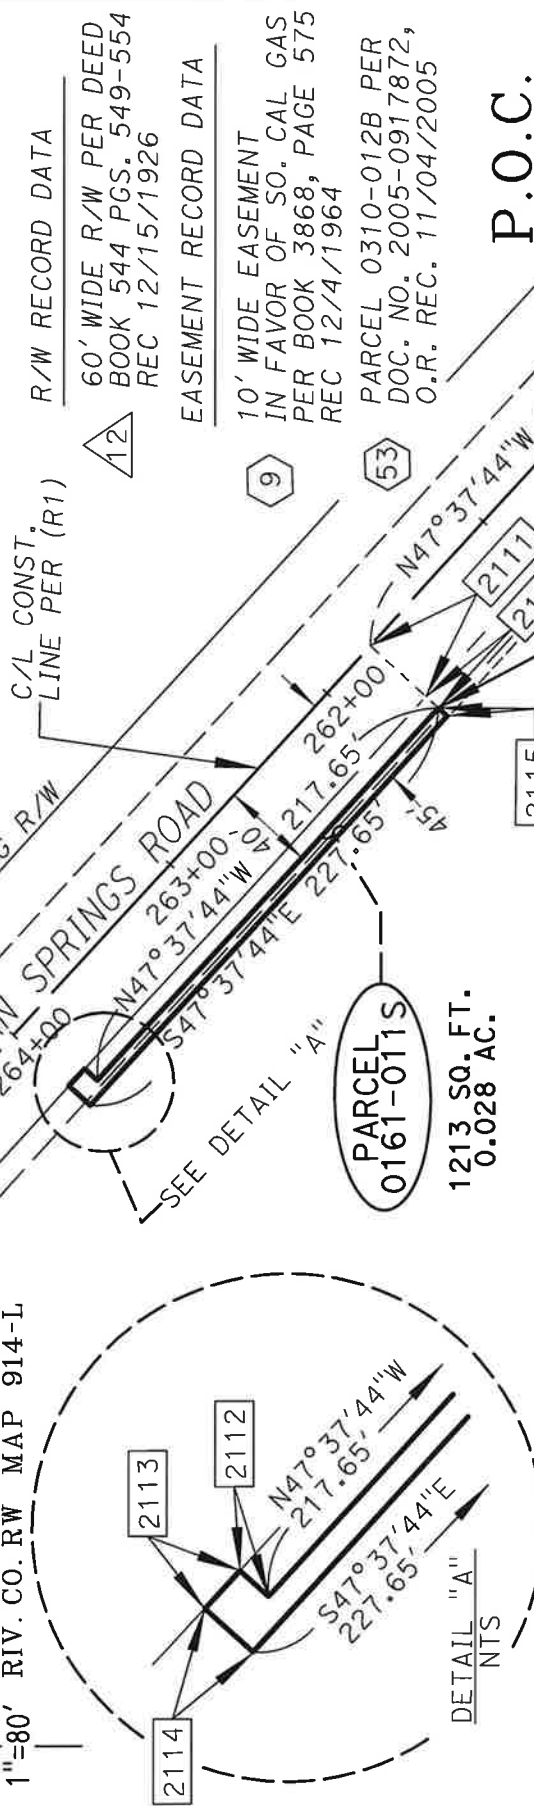 1"=80' RIV. CO. RW MAP 914-L
R/W RECORD DATA
12
60' WIDE R/W PER DEED
BOOK 544 PGS. 549-554
REC 12/15/1926
EASEMENT RECORD DATA
9
10' WIDE EASEMENT
IN FAVOR OF SO. CAL GAS
PER BOOK 3868, PAGE 575
REC 12/4/1964
53
PARCEL 0310-012B PER
DOC. NO. 2005-0917872,
O.R. REC. 11/04/2005
P.O.C.
C/L CONST.
LINE PER (R1)
R/W
SPRINGS ROAD
264+00
263+00
262+00
N47°37'44"W
217.65'
S47°37'44"E 227.65'
40'
45'
N47°37'44"W
2111
2115
SEE DETAIL "A"
PARCEL
0161-011S
1213 SQ. FT.
0.028 AC.
2113
2112
2114
N47°37'44"W
217.65'
S47°37'44"E
227.65'
DETAIL "A"
NTS